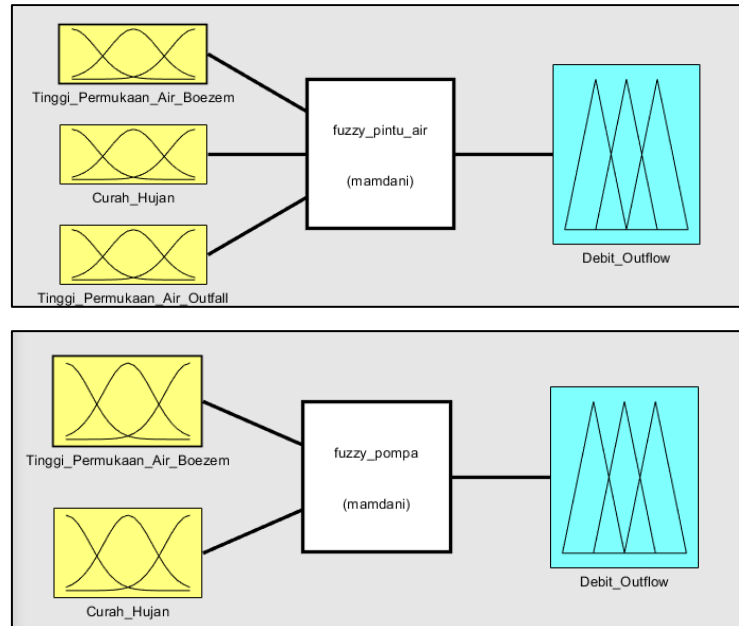 Tinggi_Permukaan_Air_Boezem
fuzzy_pintu_air
(mamdani)
Curah_Hujan
Debit_Outflow
Tinggi_Permukaan_Air_Outfall
Tinggi_Permukaan_Air_Boezem
fuzzy_pompa
(mamdani)
Debit_Outflow
Curah_Hujan